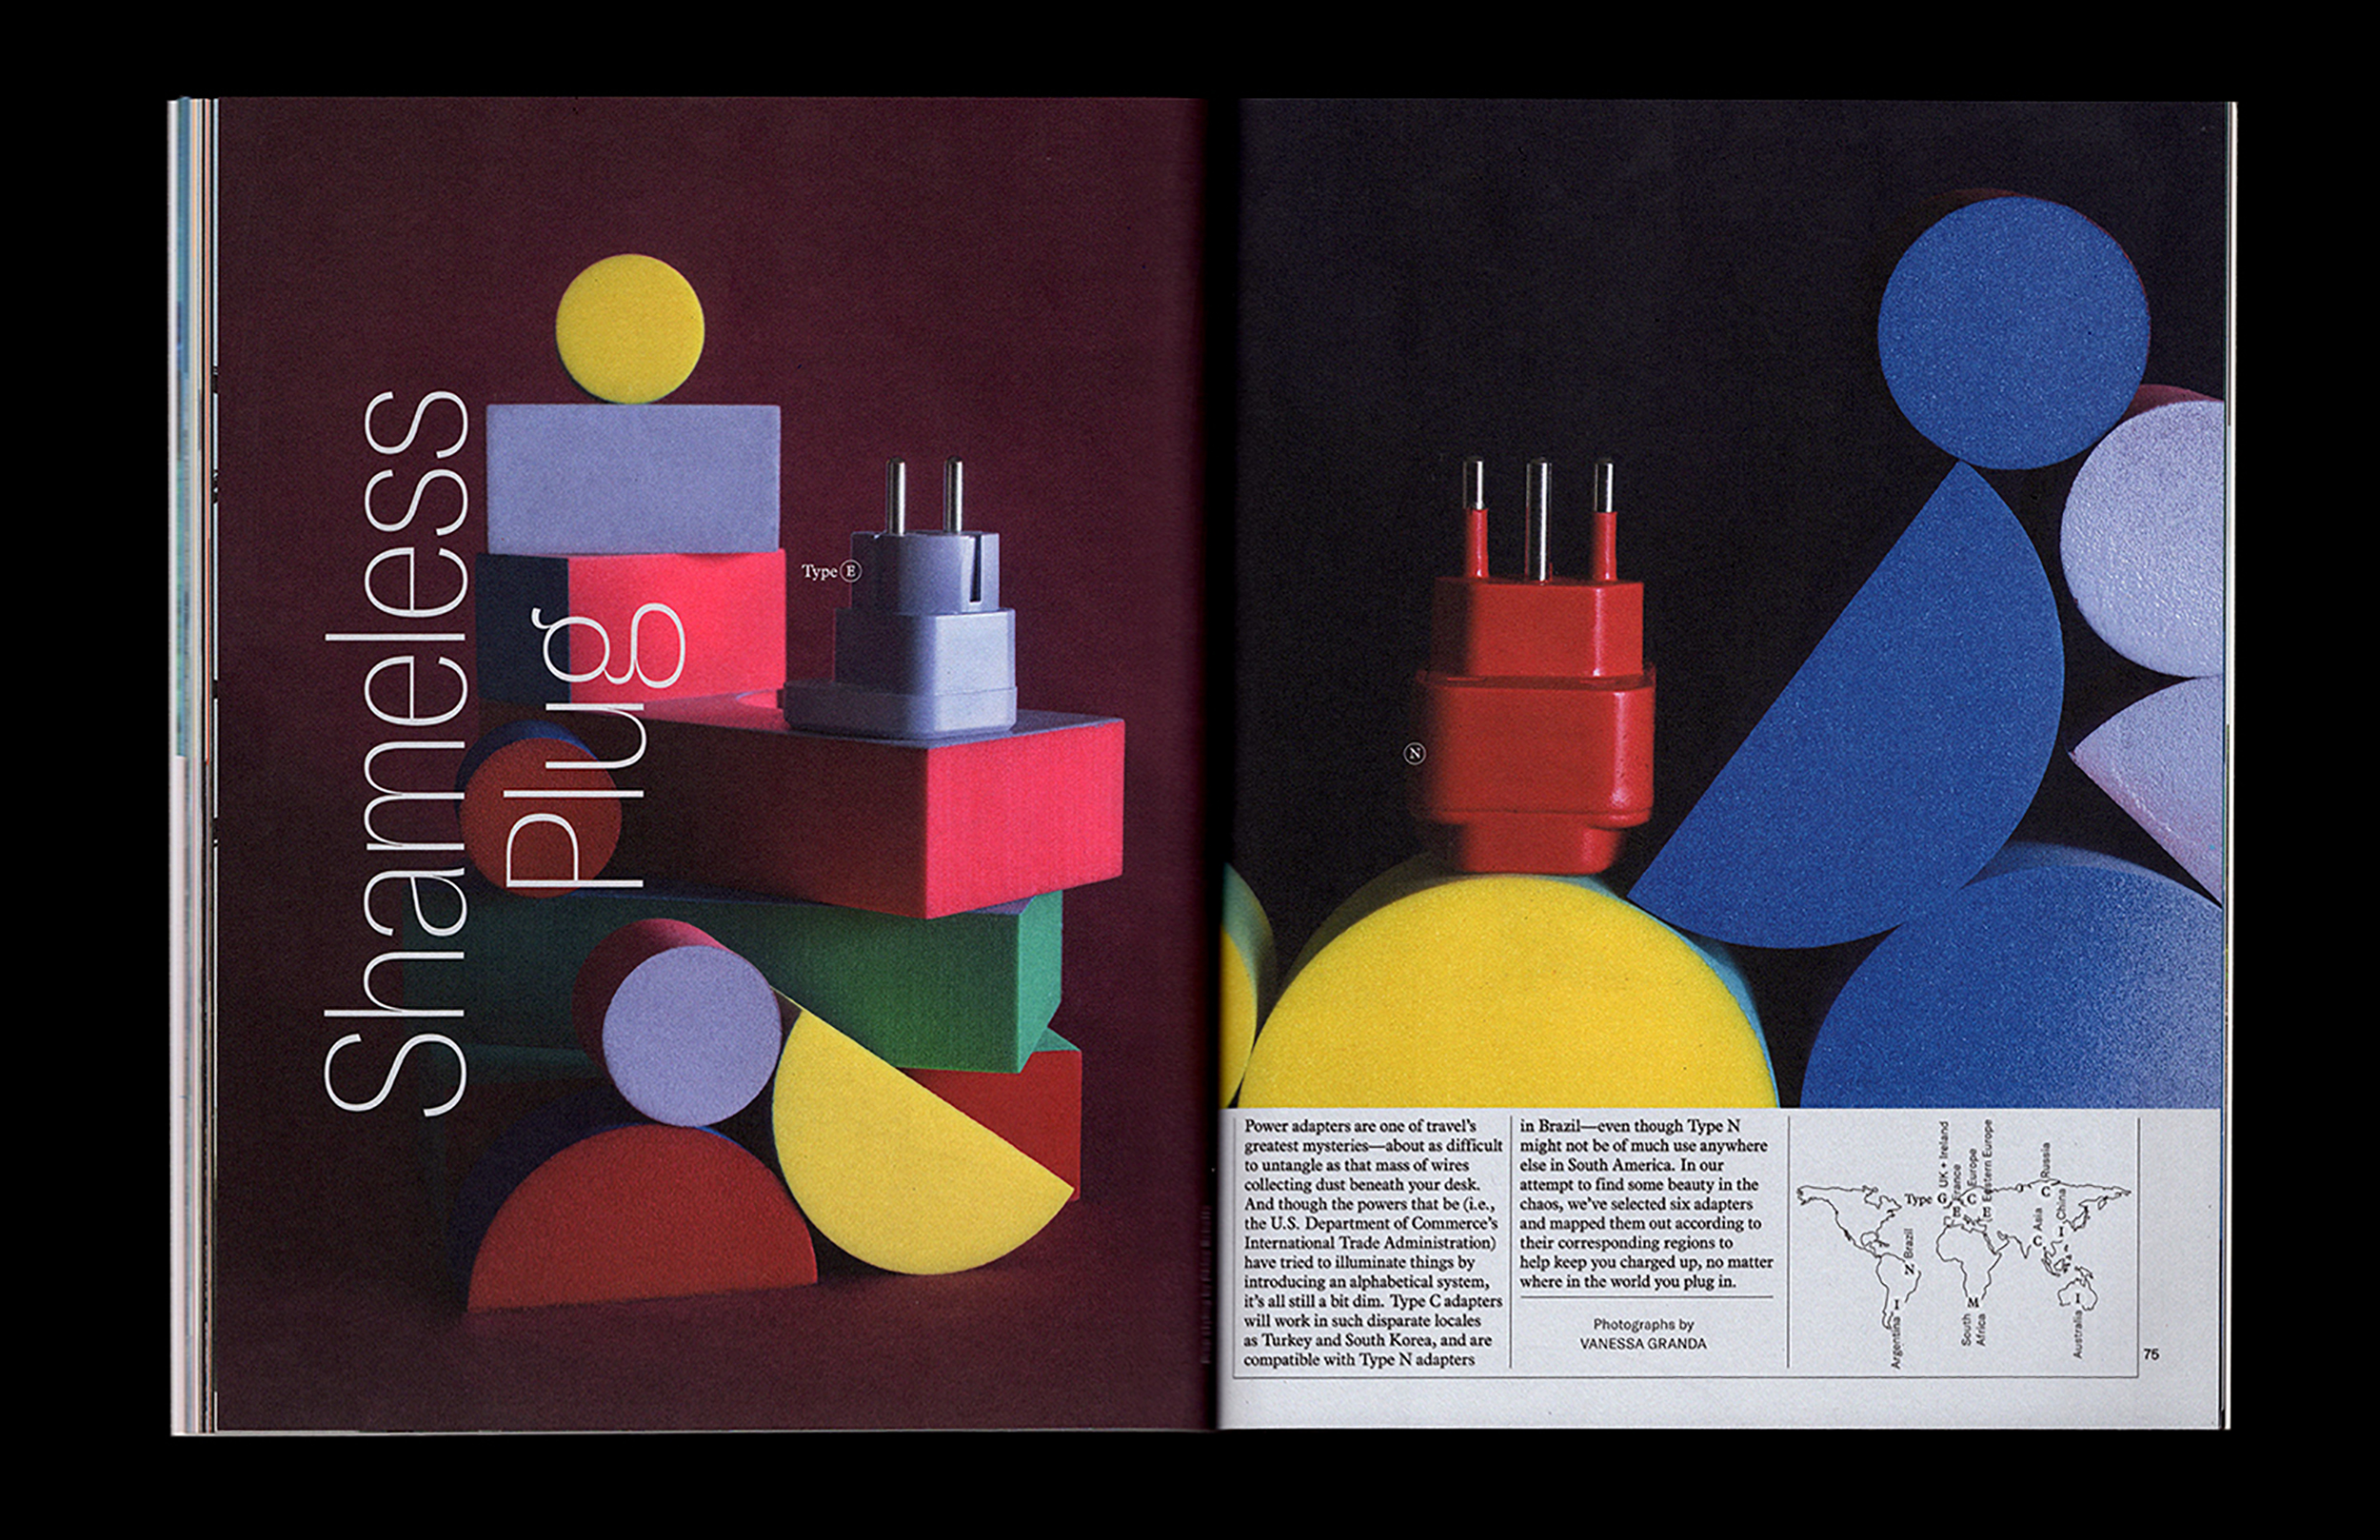 Shameless
Plug
Type E
N
Power adapters are one of travel's
greatest mysteries—about as difficult
to untangle as that mass of wires
collecting dust beneath your desk.
And though the powers that be (i.e.,
the U.S. Department of Commerce's
International Trade Administration)
have tried to illuminate things by
introducing an alphabetical system,
it's all still a bit dim. Type C adapters
will work in such disparate locales
as Turkey and South Korea, and are
compatible with Type N adapters
in Brazil—even though Type N
might not be of much use anywhere
else in South America. In our
attempt to find some beauty in the
chaos, we've selected six adapters
and mapped them out according to
their corresponding regions to
help keep you charged up, no matter
where in the world you plug in.
Photographs by
VANESSA GRANDA
Type G
UK + Ireland
E
France
C
Europe
E
Eastern Europe
C
Russia
C
Asia
I
China
N
Brazil
I
Argentina
M
South
Africa
I
Australia
75